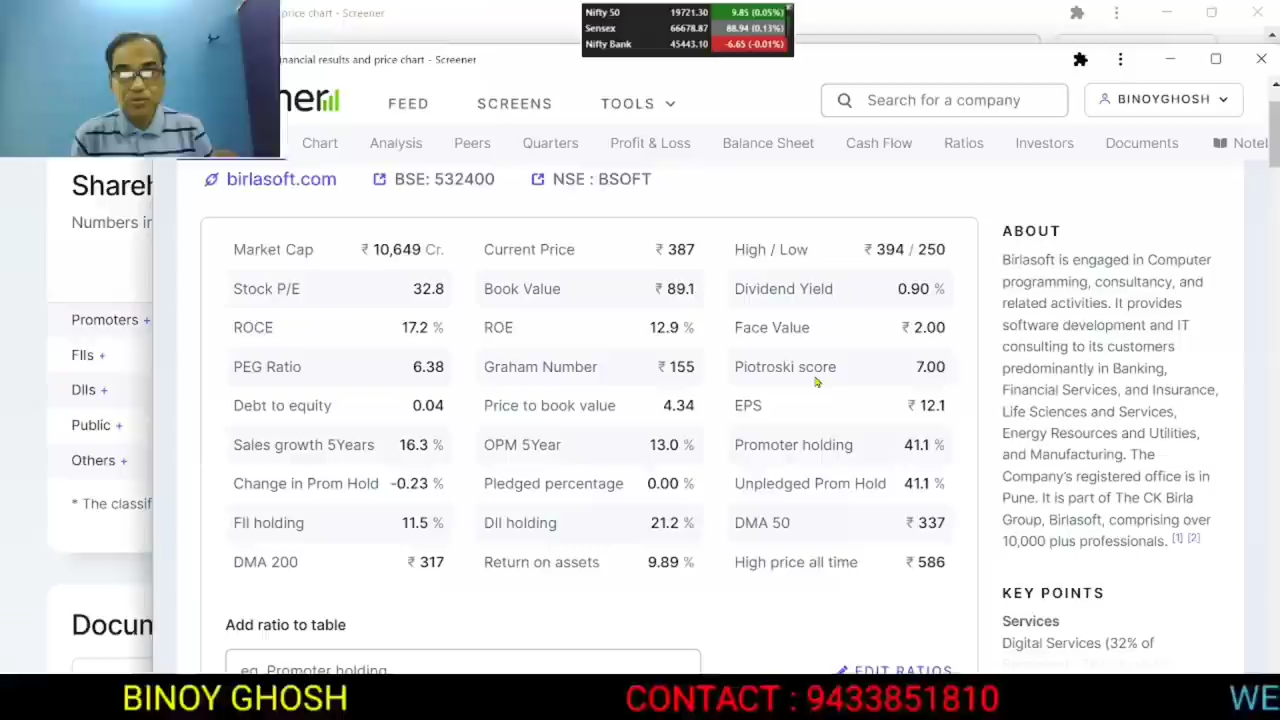 price chart - Screener
Nifty 50 19721.30 9.85 (0.05%)
Sensex 66678.87 88.94 (0.13%)
Nifty Bank 45443.10 -6.65 (-0.01%)
inancial results and price chart - Screener
ner
FEED SCREENS TOOLS
Search for a company
BINOYGHOSH
Chart Analysis Peers Quarters Profit & Loss Balance Sheet Cash Flow Ratios Investors Documents Note
birlasoft.com BSE: 532400 NSE : BSOFT
Shareh
Numbers in
Promoters +
FIIs +
DIIs +
Public +
Others +
* The classif
Docum
Market Cap ₹ 10,649 Cr. Current Price ₹ 387 High / Low ₹ 394 / 250
Stock P/E 32.8 Book Value ₹ 89.1 Dividend Yield 0.90 %
ROCE 17.2 % ROE 12.9 % Face Value ₹ 2.00
PEG Ratio 6.38 Graham Number ₹ 155 Piotroski score 7.00
Debt to equity 0.04 Price to book value 4.34 EPS ₹ 12.1
Sales growth 5Years 16.3 % OPM 5Year 13.0 % Promoter holding 41.1 %
Change in Prom Hold -0.23 % Pledged percentage 0.00 % Unpledged Prom Hold 41.1 %
FII holding 11.5 % DII holding 21.2 % DMA 50 ₹ 337
DMA 200 ₹ 317 Return on assets 9.89 % High price all time ₹ 586
Add ratio to table
eg. Promoter holding
EDIT RATIOS
ABOUT
Birlasoft is engaged in Computer
programming, consultancy, and
related activities. It provides
software development and IT
consulting to its customers
predominantly in Banking,
Financial Services, and Insurance,
Life Sciences and Services,
Energy Resources and Utilities,
and Manufacturing. The
Company's registered office is in
Pune. It is part of The CK Birla
Group, Birlasoft, comprising over
10,000 plus professionals. [1] [2]
KEY POINTS
Services
Digital Services (32% of
BINOY GHOSH CONTACT : 9433851810 WE